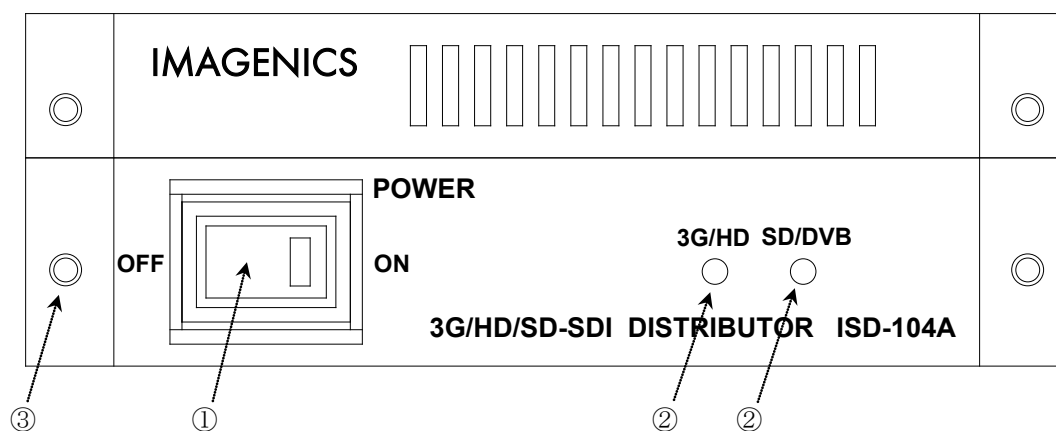 IMAGENICS
POWER
3G/HD SD/DVB
OFF ON
3G/HD/SD-SDI DISTRIBUTOR ISD-104A
③ ① ② ②